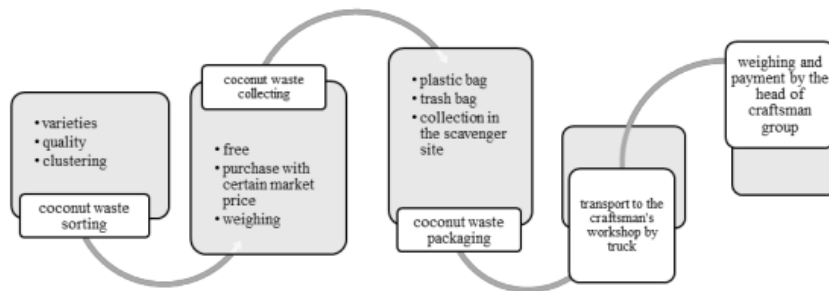 • varieties
• quality
• clustering
coconut waste
sorting
coconut waste
collecting
• free
• purchase with
certain market
price
• weighing
• plastic bag
• trash bag
• collection in
the scavenger
site
coconut waste
packaging
transport to the
craftsman's
workshop by
truck
weighing and
payment by the
head of
craftsman
group